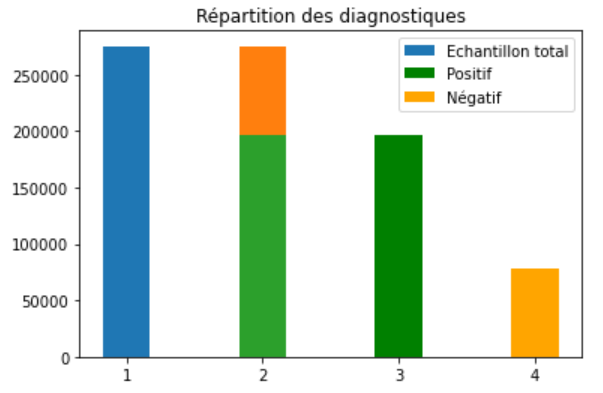 Répartition des diagnostiques
Echantillon total
Positif
Négatif
250000
200000
150000
100000
50000
0
1 2 3 4